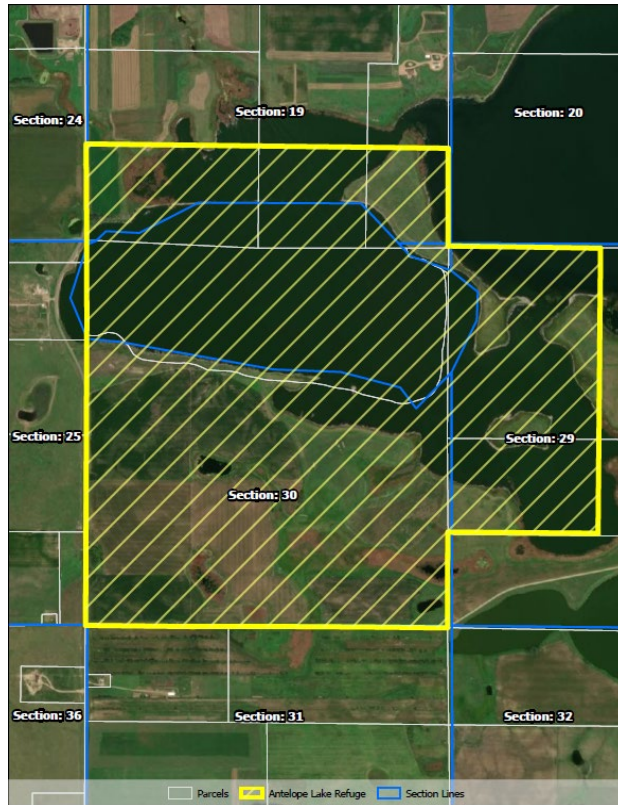 Section: 24
Section: 19
Section: 20
Section: 25
Section: 29
Section: 30
Section: 36
Section: 31
Section: 32
Parcels
Antelope Lake Refuge
Section Lines